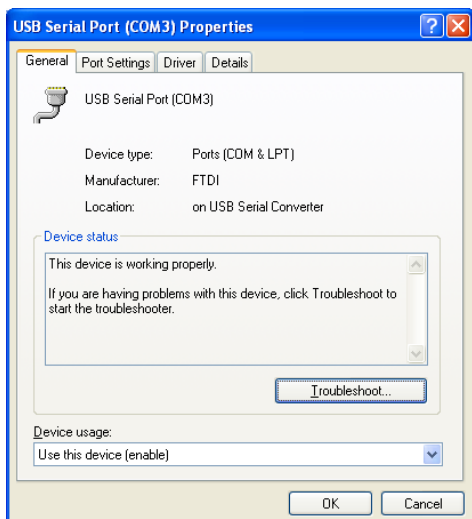 USB Serial Port (COM3) Properties
General Port Settings Driver Details
USB Serial Port (COM3)
Device type: Ports (COM & LPT)
Manufacturer: FTDI
Location: on USB Serial Converter
Device status
This device is working properly.
If you are having problems with this device, click Troubleshoot to
start the troubleshooter.
Troubleshoot...
Device usage:
Use this device (enable)
OK Cancel